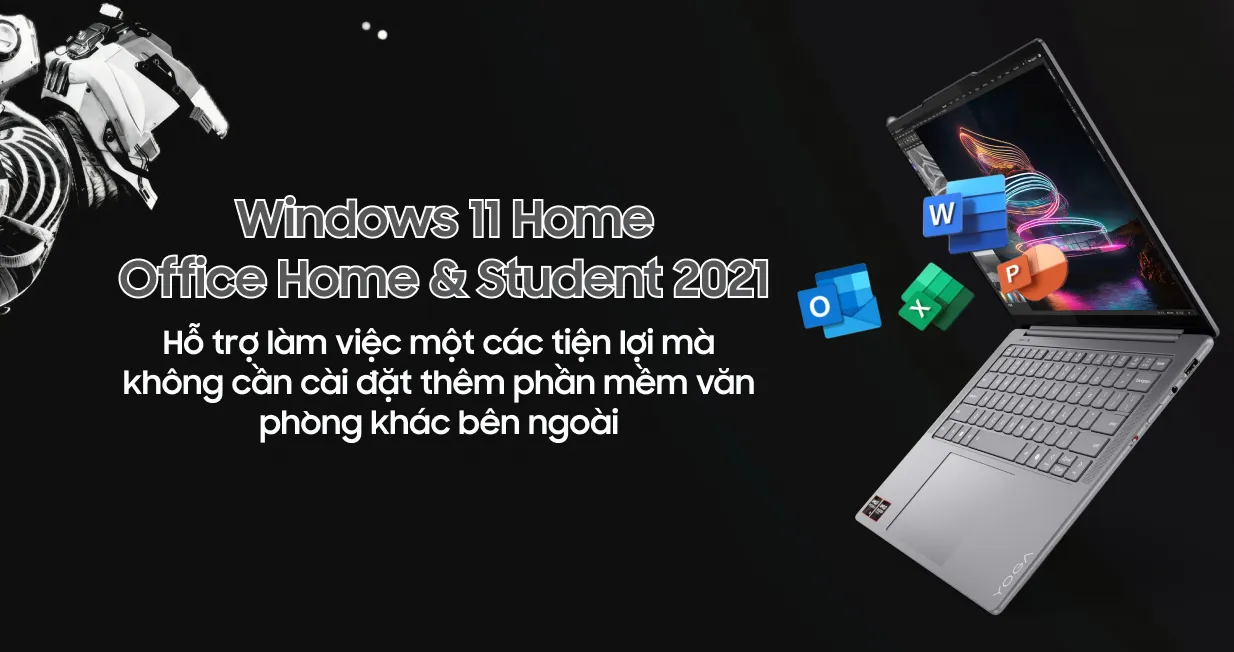 Windows 11 Home
Office Home & Student 2021
Hỗ trợ làm việc một các tiện lợi mà
không cần cài đặt thêm phần mềm văn
phòng khác bên ngoài
W
O
X
P
YOGA